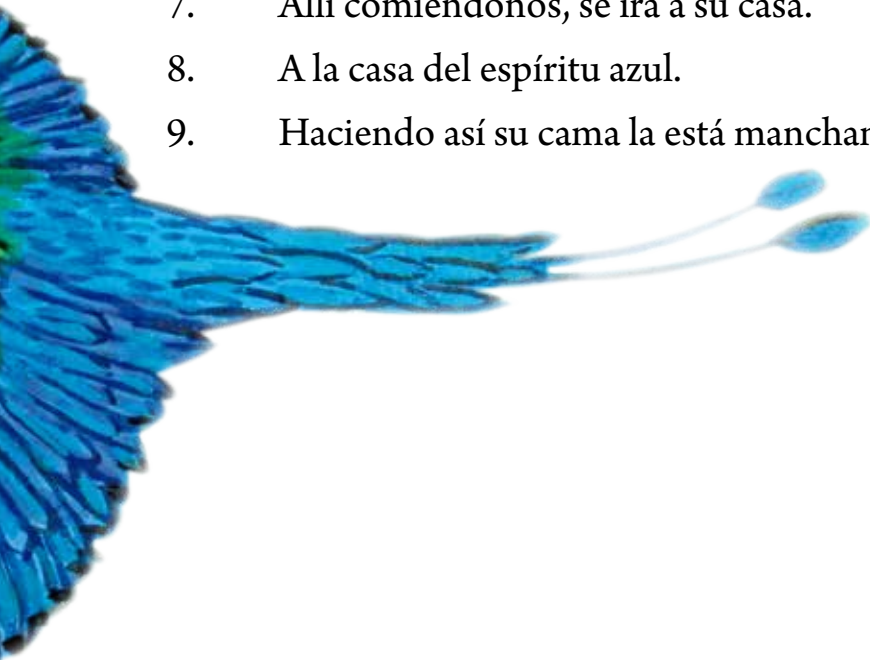 7. Allí comiéndonos, se irá a su casa.
8. A la casa del espíritu azul.
9. Haciendo así su cama la está